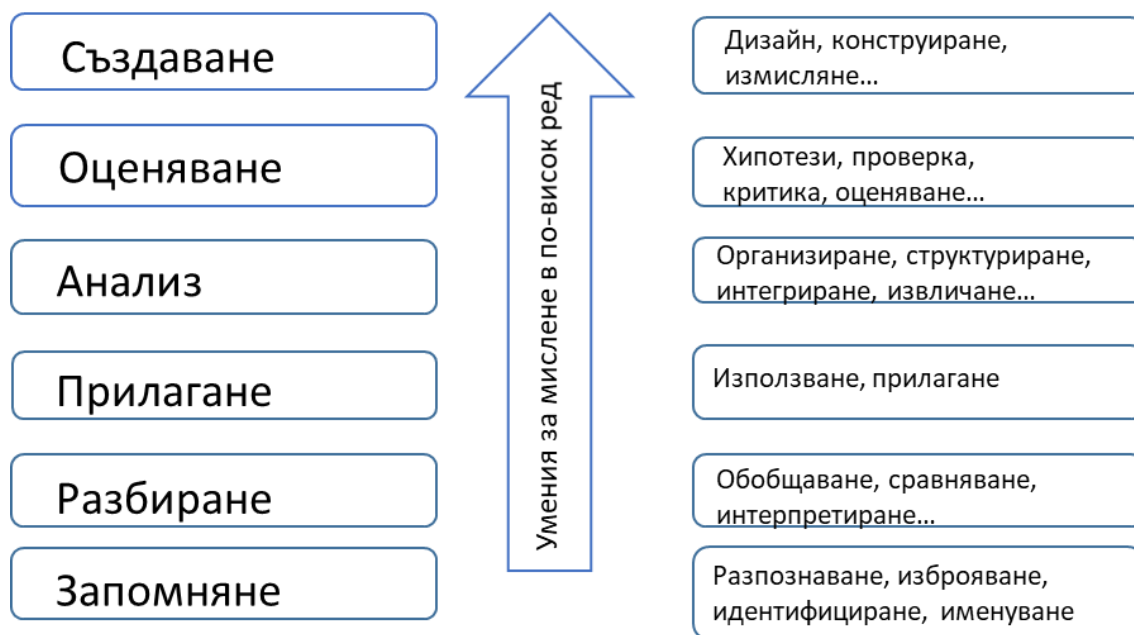 Създаване
Дизайн, конструиране,
измисляне...
Оценяване
Хипотези, проверка,
критика, оценяване...
Анализ
Организиране, структуриране,
интегриране, извличане...
Прилагане
Използване, прилагане
Разбиране
Обобщаване, сравняване,
интерпретиране...
Запомняне
Разпознаване, изброяване,
идентифициране, именуване
Умения за мислене в по-висок ред